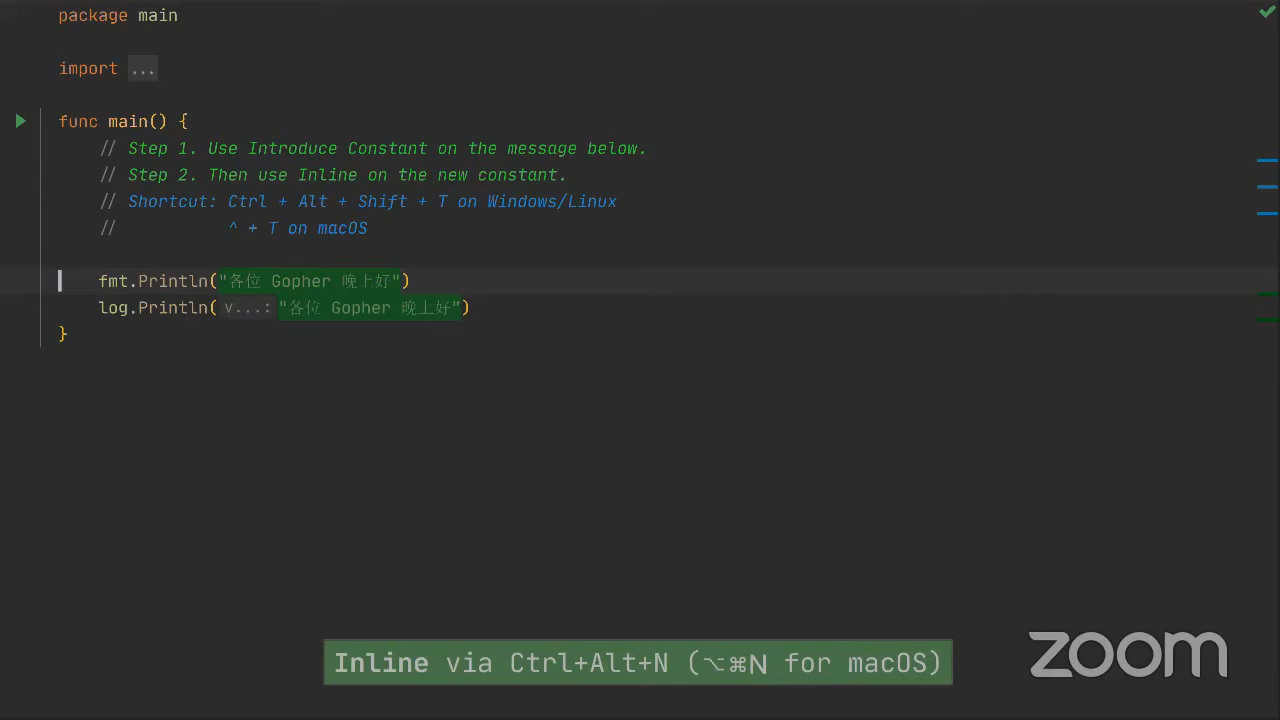 package main
import ...
func main() {
// Step 1. Use Introduce Constant on the message below.
// Step 2. Then use Inline on the new constant.
// Shortcut: Ctrl + Alt + Shift + T on Windows/Linux
// ^ + T on macOS
fmt.Println("各位 Gopher 晚上好")
log.Println( v...: "各位 Gopher 晚上好")
}
Inline via Ctrl+Alt+N (⌥⌘N for macOS)
zoom